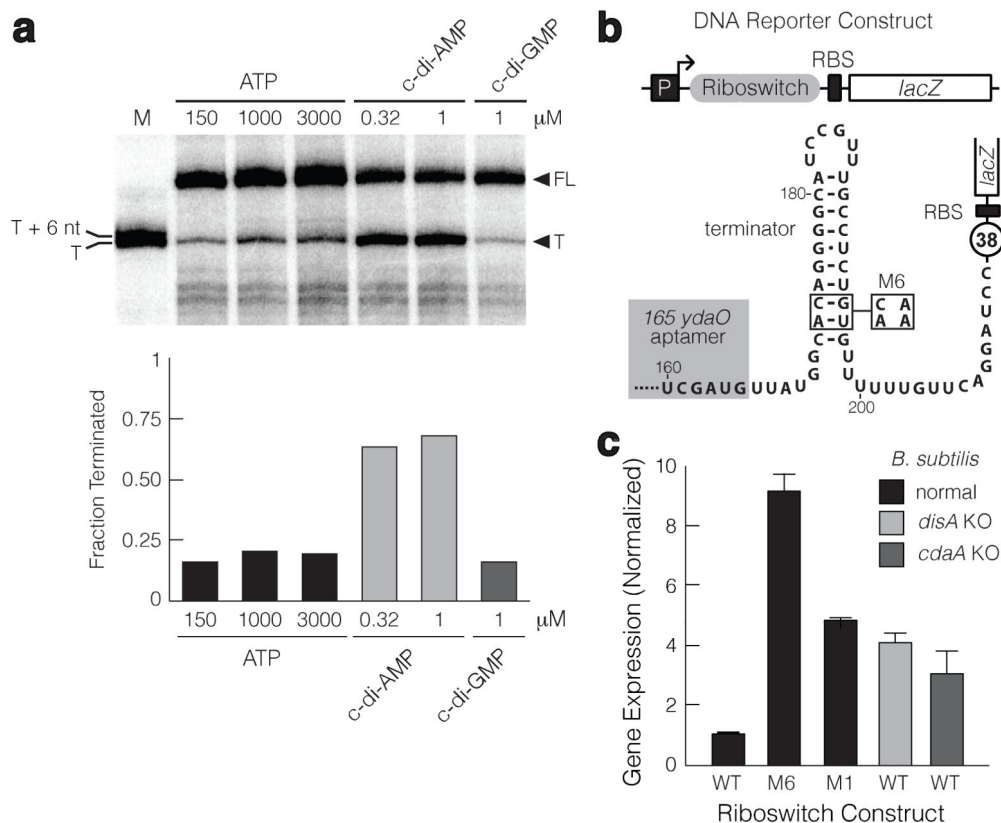 a
ATP
c-di-AMP
c-di-GMP
M
150 1000 3000 0.32 1 1 μM
FL
T + 6 nt
T
T
1
0.75
0.50
0.25
0
Fraction Terminated
150 1000 3000 0.32 1 1 μM
ATP
c-di-AMP
c-di-GMP
b
DNA Reporter Construct
RBS
P
Riboswitch
lacZ
C G
C U
U U
A U
180 C G
G C
G C
G U
G C
A U
C G
A U
C G
G U
G U
terminator
M6
C A
A A
165 ydaO
aptamer
160
UCGAUGUUAU
UUUUGUUCA
200
GGAUCC
38
RBS
lacZ
c
Gene Expression (Normalized)
10
8
6
4
2
0
B. subtilis
normal
disA KO
cdaA KO
WT M6 M1 WT WT
Riboswitch Construct